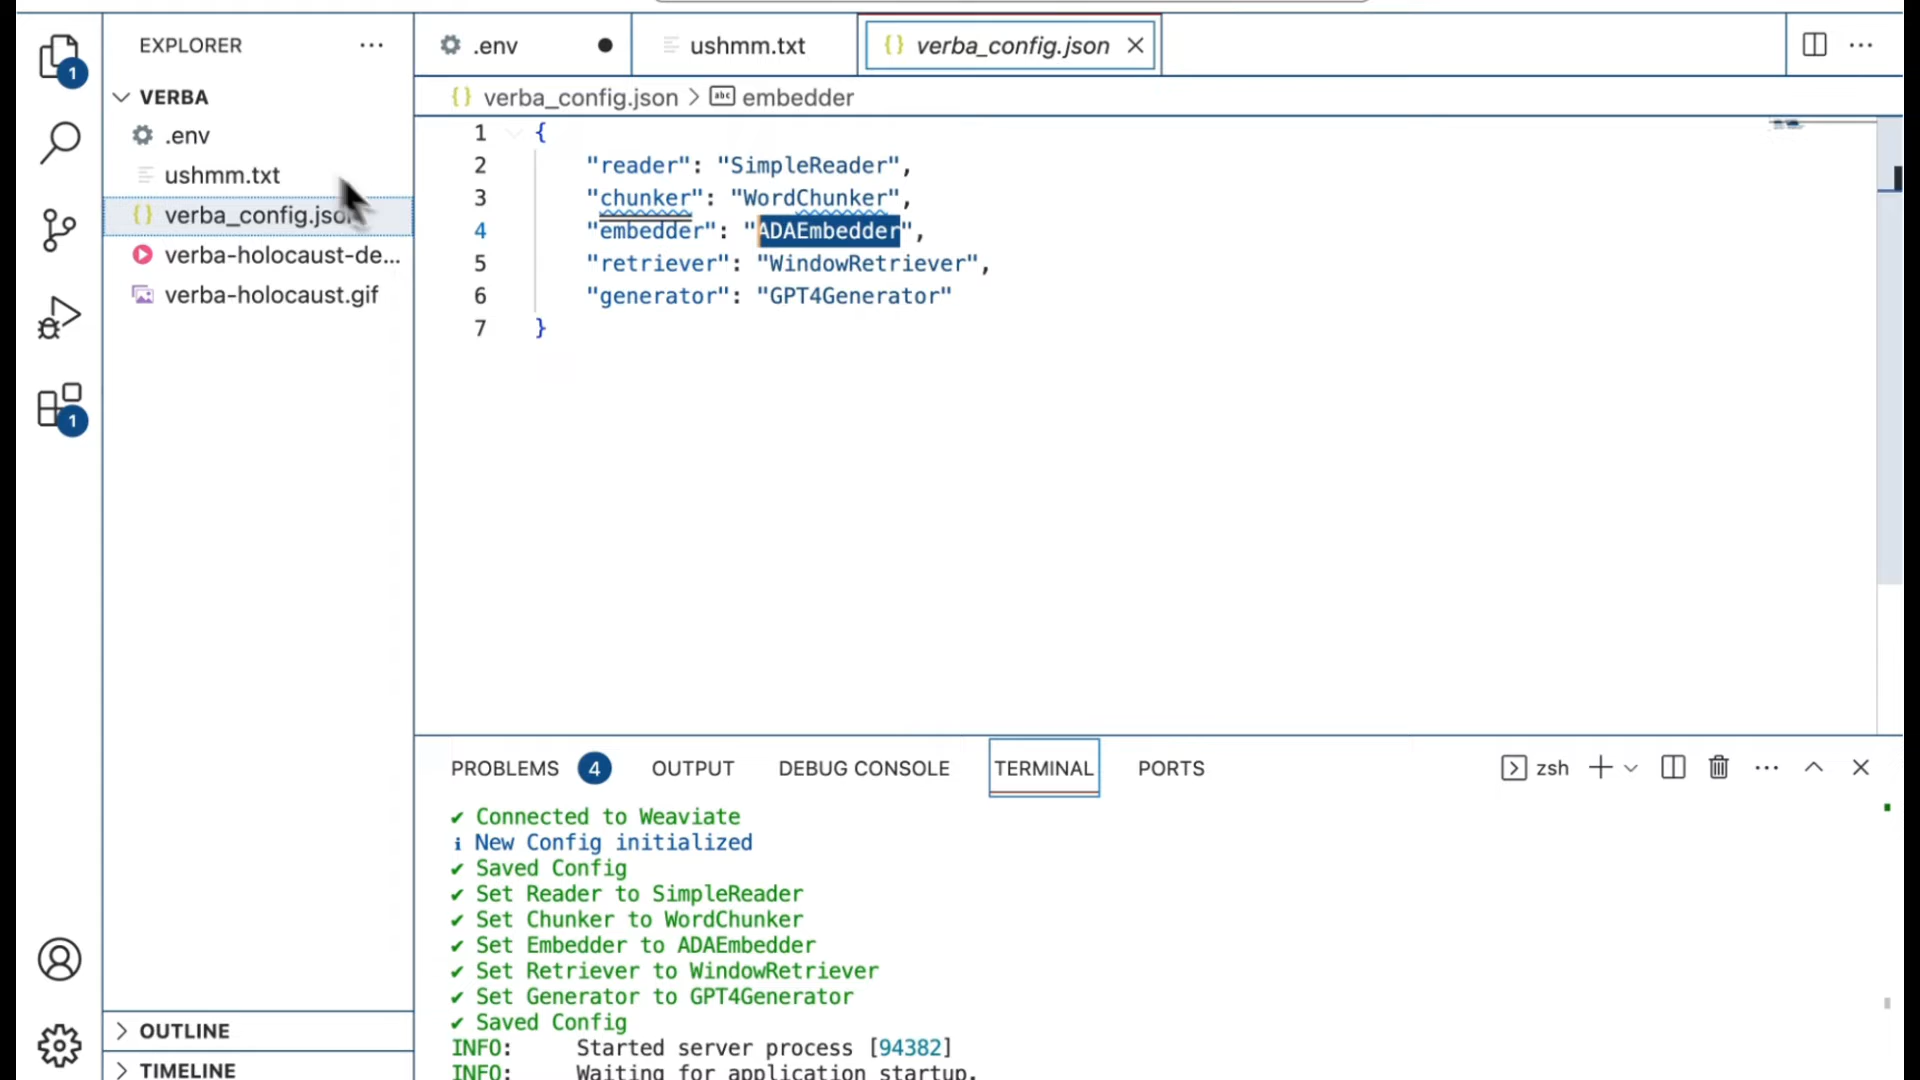 EXPLORER
VERBA
.env
ushmm.txt
verba_config.json
verba-holocaust-de...
verba-holocaust.gif
OUTLINE
TIMELINE
1
1
.env
ushmm.txt
{} verba_config.json
{} verba_config.json > abc embedder
1 {
2 "reader": "SimpleReader",
3 "chunker": "WordChunker",
4 "embedder": "ADAEmbedder",
5 "retriever": "WindowRetriever",
6 "generator": "GPT4Generator"
7 }
PROBLEMS 4 OUTPUT DEBUG CONSOLE TERMINAL PORTS zsh
✔ Connected to Weaviate
ℹ New Config initialized
✔ Saved Config
✔ Set Reader to SimpleReader
✔ Set Chunker to WordChunker
✔ Set Embedder to ADAEmbedder
✔ Set Retriever to WindowRetriever
✔ Set Generator to GPT4Generator
✔ Saved Config
INFO: Started server process [94382]
INFO: Waiting for application startup.